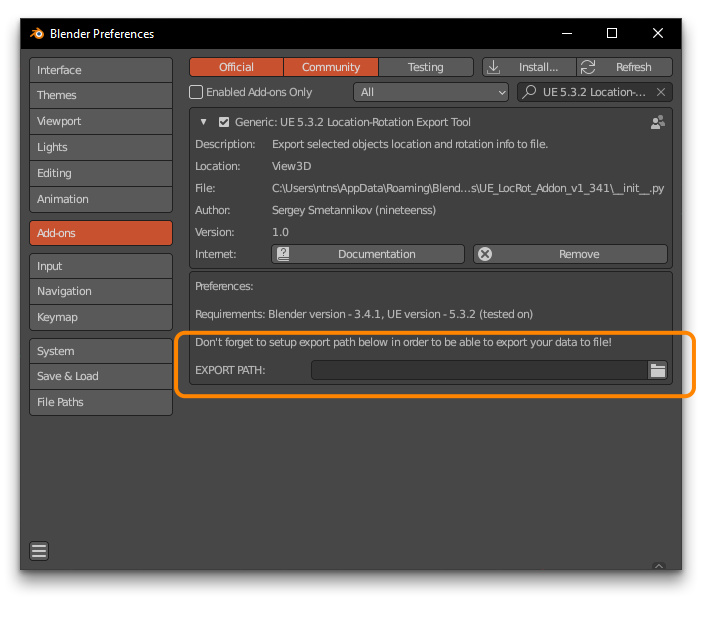 Blender Preferences
Interface
Themes
Viewport
Lights
Editing
Animation
Add-ons
Input
Navigation
Keymap
System
Save & Load
File Paths
Official Community Testing Install... Refresh
Enabled Add-ons Only All UE 5.3.2 Location-...
Generic: UE 5.3.2 Location-Rotation Export Tool
Description: Export selected objects location and rotation info to file.
Location: View3D
File: C:\Users\ntns\AppData\Roaming\Blend...s\UE_LocRot_Addon_v1_341\__init__.py
Author: Sergey Smetannikov (nineteenss)
Version: 1.0
Internet: Documentation Remove
Preferences:
Requirements: Blender version - 3.4.1, UE version - 5.3.2 (tested on)
Don't forget to setup export path below in order to be able to export your data to file!
EXPORT PATH: